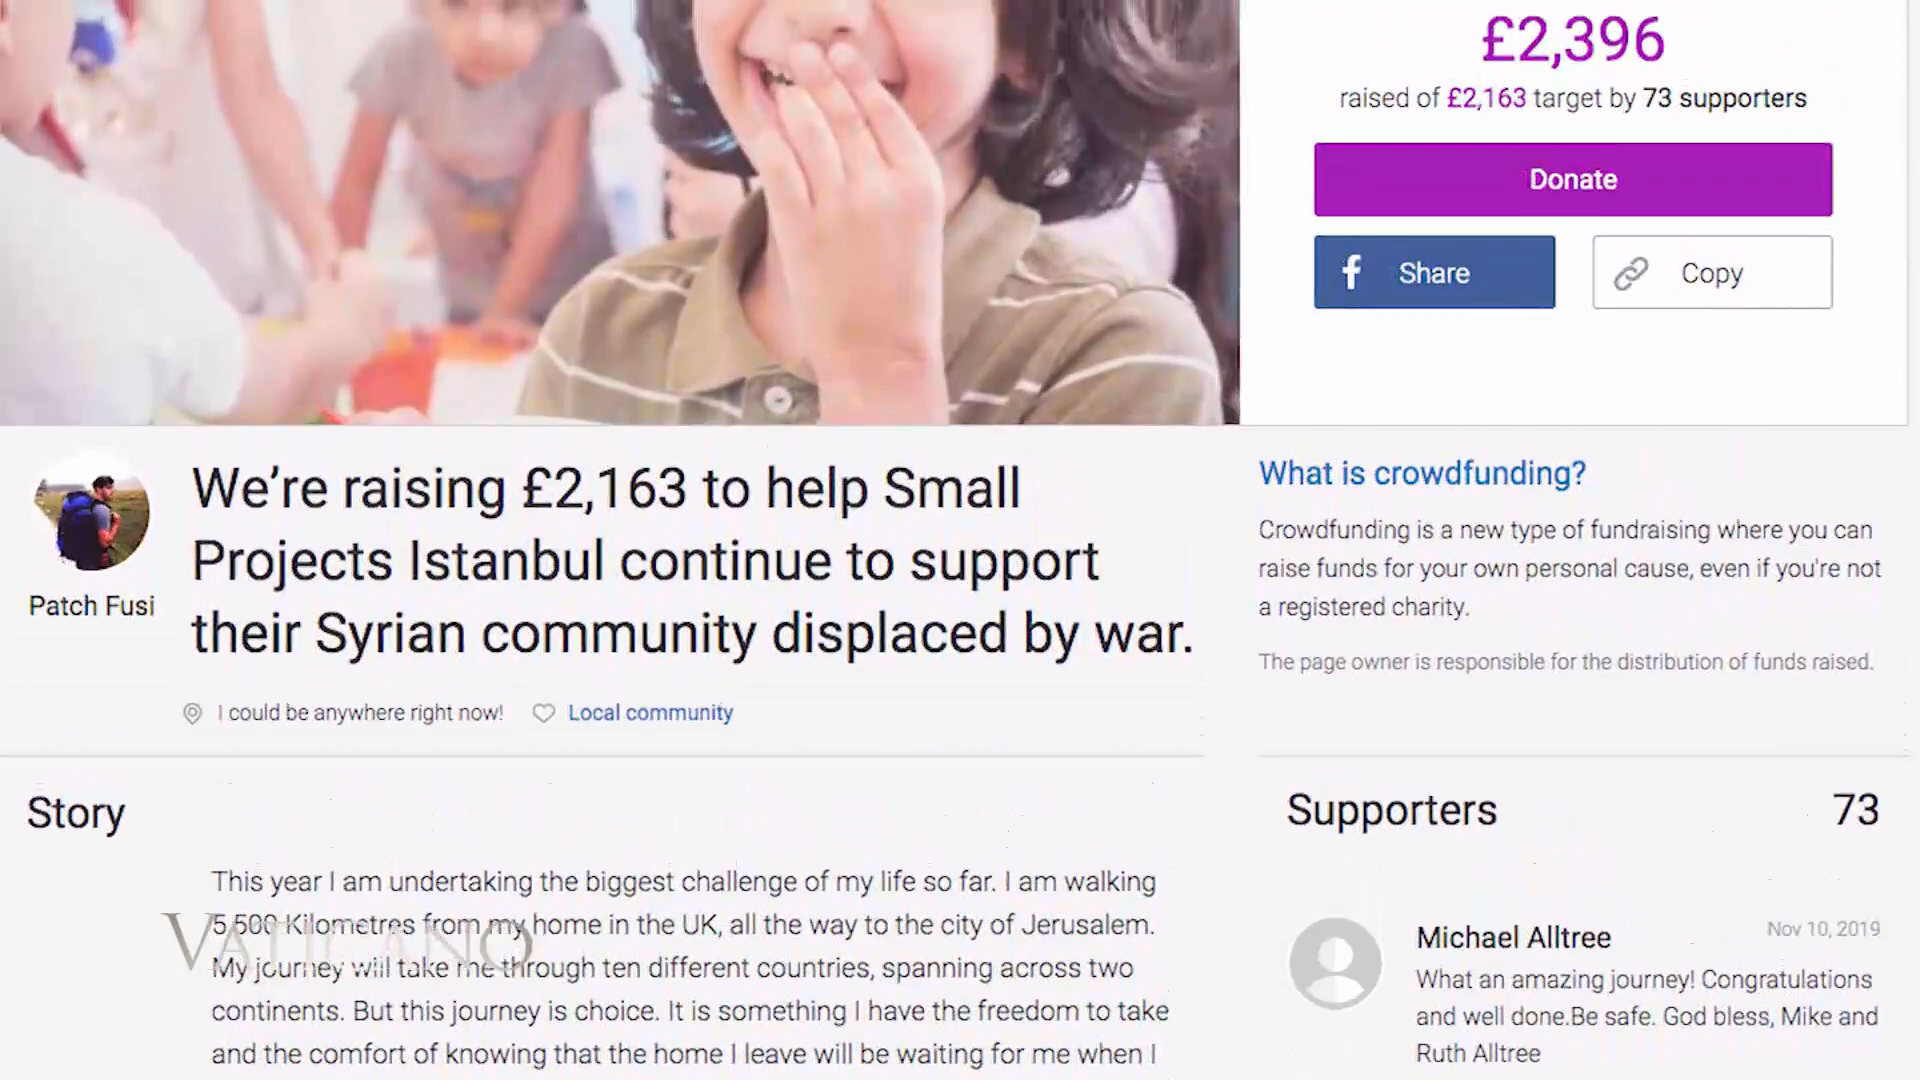 £2,396
raised of £2,163 target by 73 supporters
Donate
Share
Copy
We're raising £2,163 to help Small
Projects Istanbul continue to support
their Syrian community displaced by war.
Patch Fusi
I could be anywhere right now!
Local community
What is crowdfunding?
Crowdfunding is a new type of fundraising where you can
raise funds for your own personal cause, even if you're not
a registered charity.
The page owner is responsible for the distribution of funds raised.
Story
This year I am undertaking the biggest challenge of my life so far. I am walking
5,500 Kilometres from my home in the UK, all the way to the city of Jerusalem.
My journey will take me through ten different countries, spanning across two
continents. But this journey is choice. It is something I have the freedom to take
and the comfort of knowing that the home I leave will be waiting for me when I
VATICANO
Supporters 73
Michael Alltree
Nov 10, 2019
What an amazing journey! Congratulations
and well done.Be safe. God bless, Mike and
Ruth Alltree